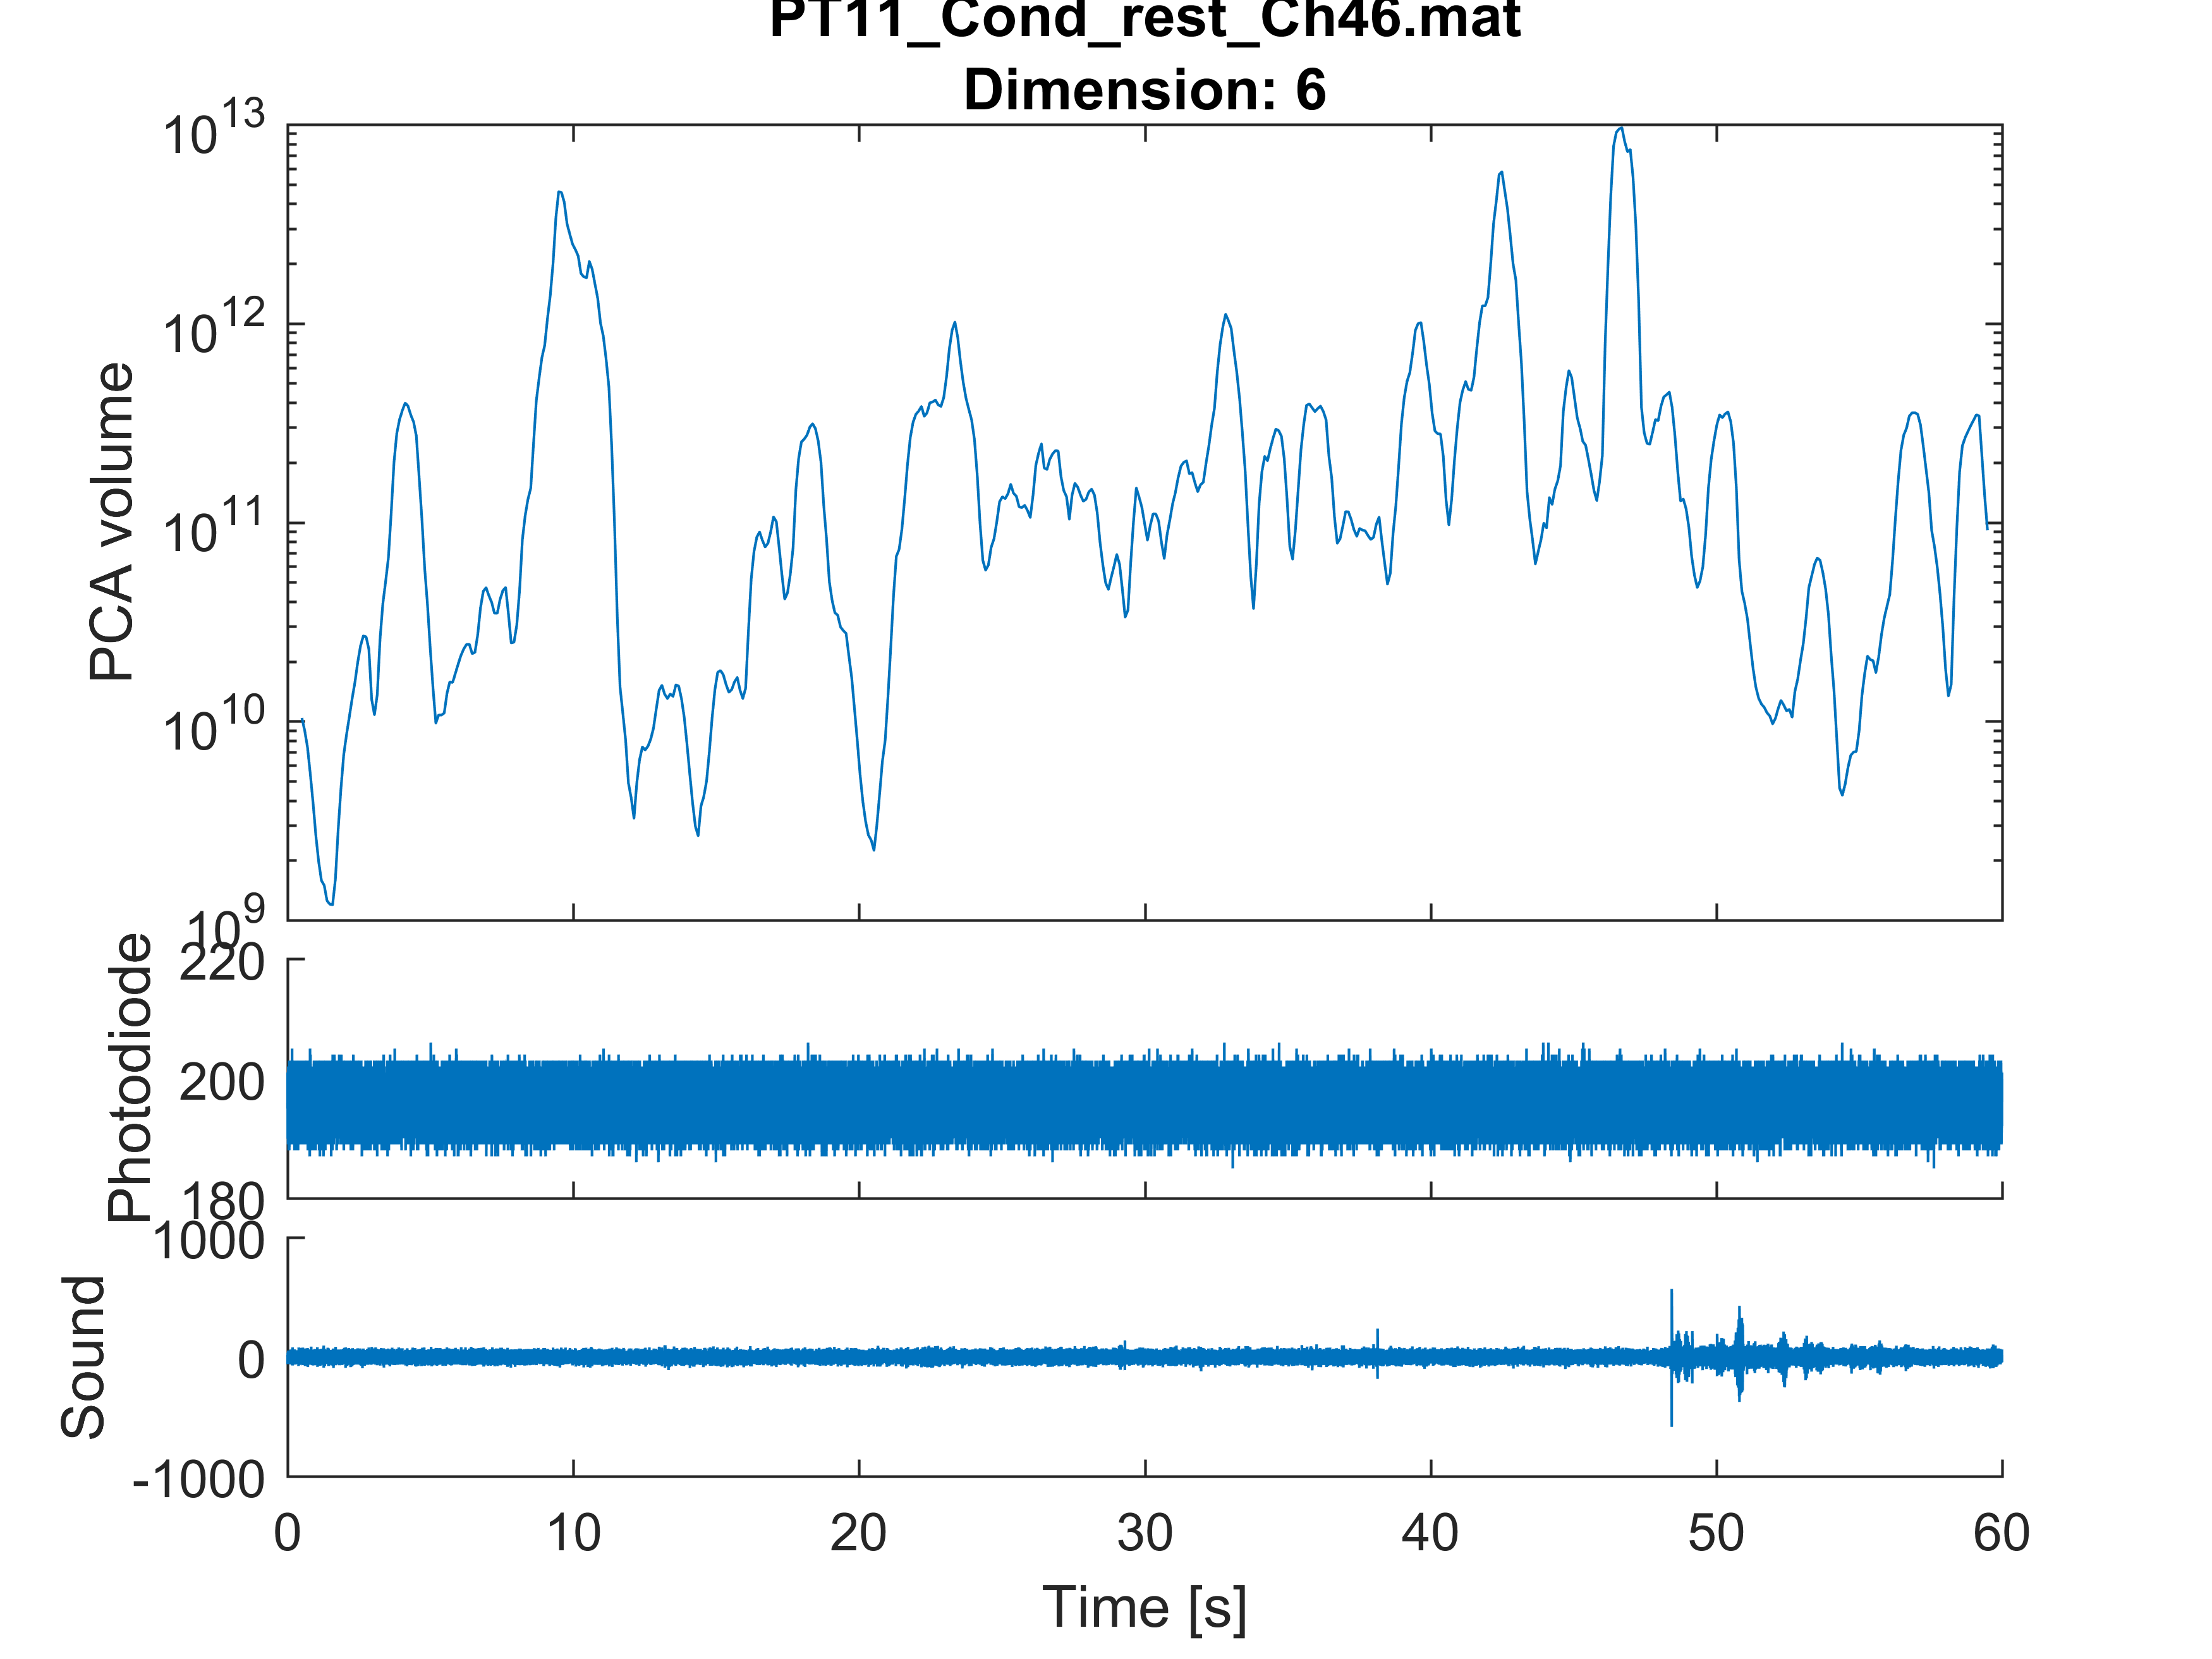 PT11_Cond_rest_Ch46.mat
Dimension: 6
10^13
10^12
10^11
10^10
10^9
PCA volume
220
200
180
Photodiode
1000
0
-1000
Sound
0 10 20 30 40 50 60
Time [s]